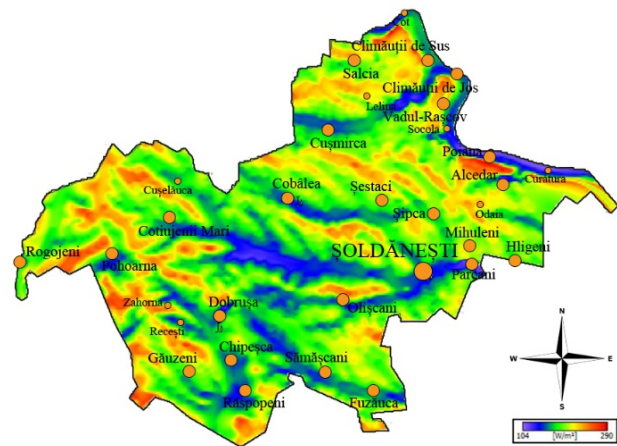 Cot
Climăuții de Sus
Salcia
Climăuții de Jos
Lelina
Vadul-Rașcov
Socola
Cușmirca
Poiana
Curatura
Alcedar
Cușelăuca
Cobâlea
Șestaci
Odaia
Șipca
Cotiujenii Mari
Mihuleni
ȘOLDĂNEȘTI
Hligeni
Rogojeni
Pohoarna
Parcani
Zahorna
Dobrușa
Olișcani
Recești
Chipeșca
Găuzeni
Sămășcani
Răspopeni
Fuzăuca
N
W
E
S
104
[W/m²]
290